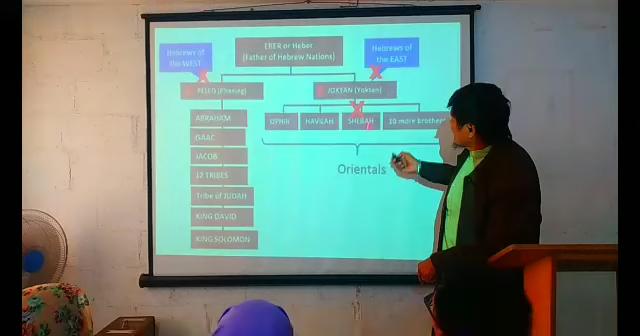 EBER or Heber
(Father of Hebrew Nations)
Hebrews of
the WEST
Hebrews of
the EAST
PELEG (Phaleg)
JOKTAN (Yoktan)
ABRAHAM
ISAAC
JACOB
12 TRIBES
Tribe of JUDAH
KING DAVID
KING SOLOMON
OPHIR
HAVILAH
SHEBAH
10 more brothers
Orientals